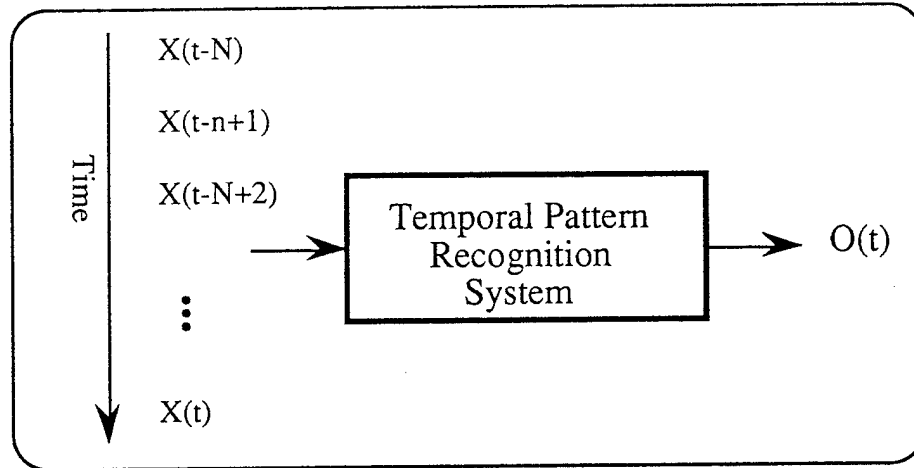 X(t-N)
X(t-n+1)
X(t-N+2)
Time
Temporal Pattern
Recognition
System
O(t)
X(t)